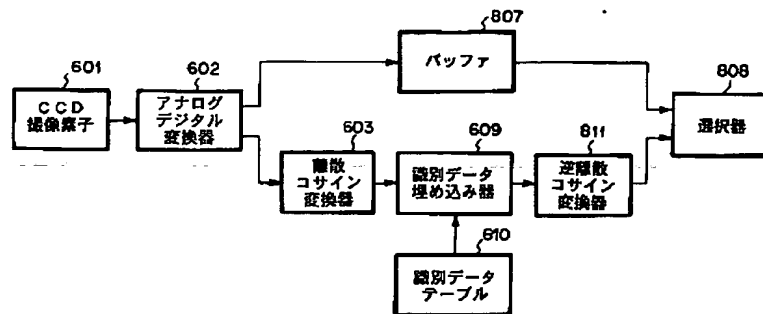 807
バッファ
601
CCD
撮像素子
602
アナログ
デジタル
変換器
808
選択器
603
離散
コサイン
変換器
609
識別データ
埋め込み器
811
逆離散
コサイン
変換器
610
識別データ
テーブル